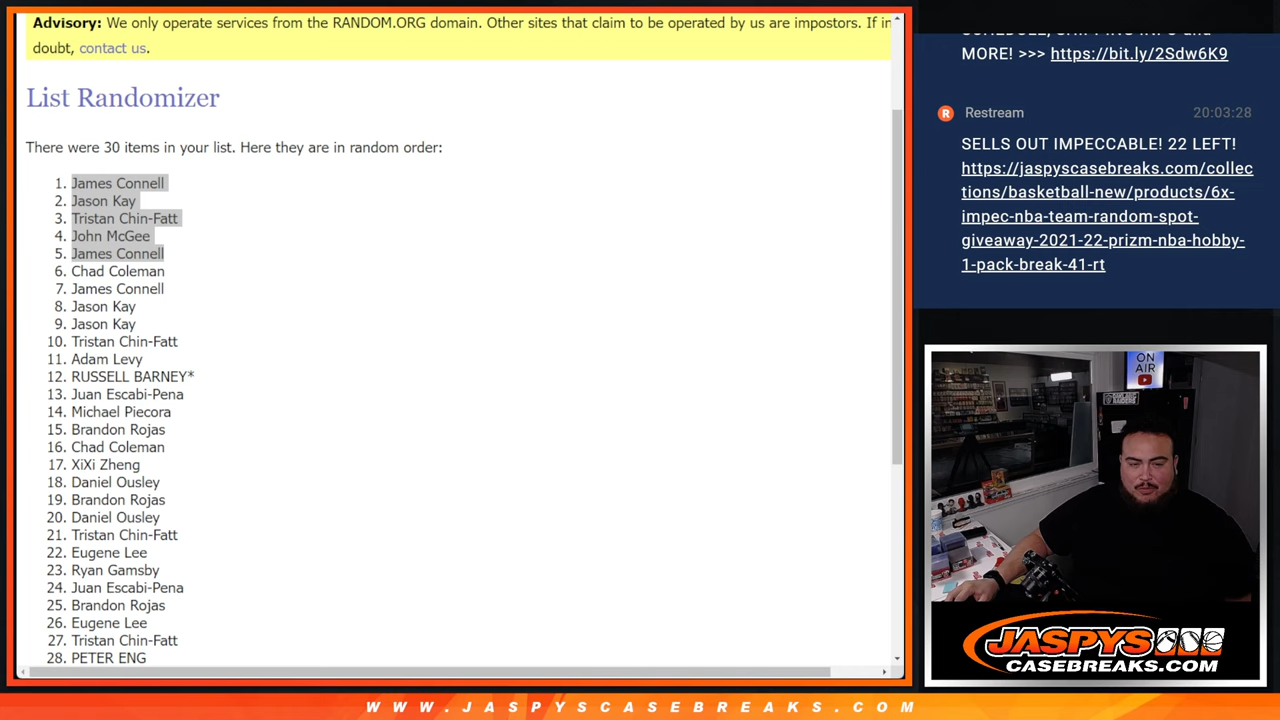 Advisory: We only operate services from the RANDOM.ORG domain. Other sites that claim to be operated by us are impostors. If in
doubt, contact us.
List Randomizer
There were 30 items in your list. Here they are in random order:
1. James Connell
2. Jason Kay
3. Tristan Chin-Fatt
4. John McGee
5. James Connell
6. Chad Coleman
7. James Connell
8. Jason Kay
9. Jason Kay
10. Tristan Chin-Fatt
11. Adam Levy
12. RUSSELL BARNEY*
13. Juan Escabi-Pena
14. Michael Piecora
15. Brandon Rojas
16. Chad Coleman
17. XiXi Zheng
18. Daniel Ousley
19. Brandon Rojas
20. Daniel Ousley
21. Tristan Chin-Fatt
22. Eugene Lee
23. Ryan Gamsby
24. Juan Escabi-Pena
25. Brandon Rojas
26. Eugene Lee
27. Tristan Chin-Fatt
28. PETER ENG
MORE! >>> https://bit.ly/2Sdw6K9
R Restream 20:03:28
SELLS OUT IMPECCABLE! 22 LEFT!
https://jaspyscasebreaks.com/collec
tions/basketball-new/products/6x-
impec-nba-team-random-spot-
giveaway-2021-22-prizm-nba-hobby-
1-pack-break-41-rt
ON
AIR
JASPYS
CASEBREAKS.COM
WWW.JASPYSCASEBREAKS.COM